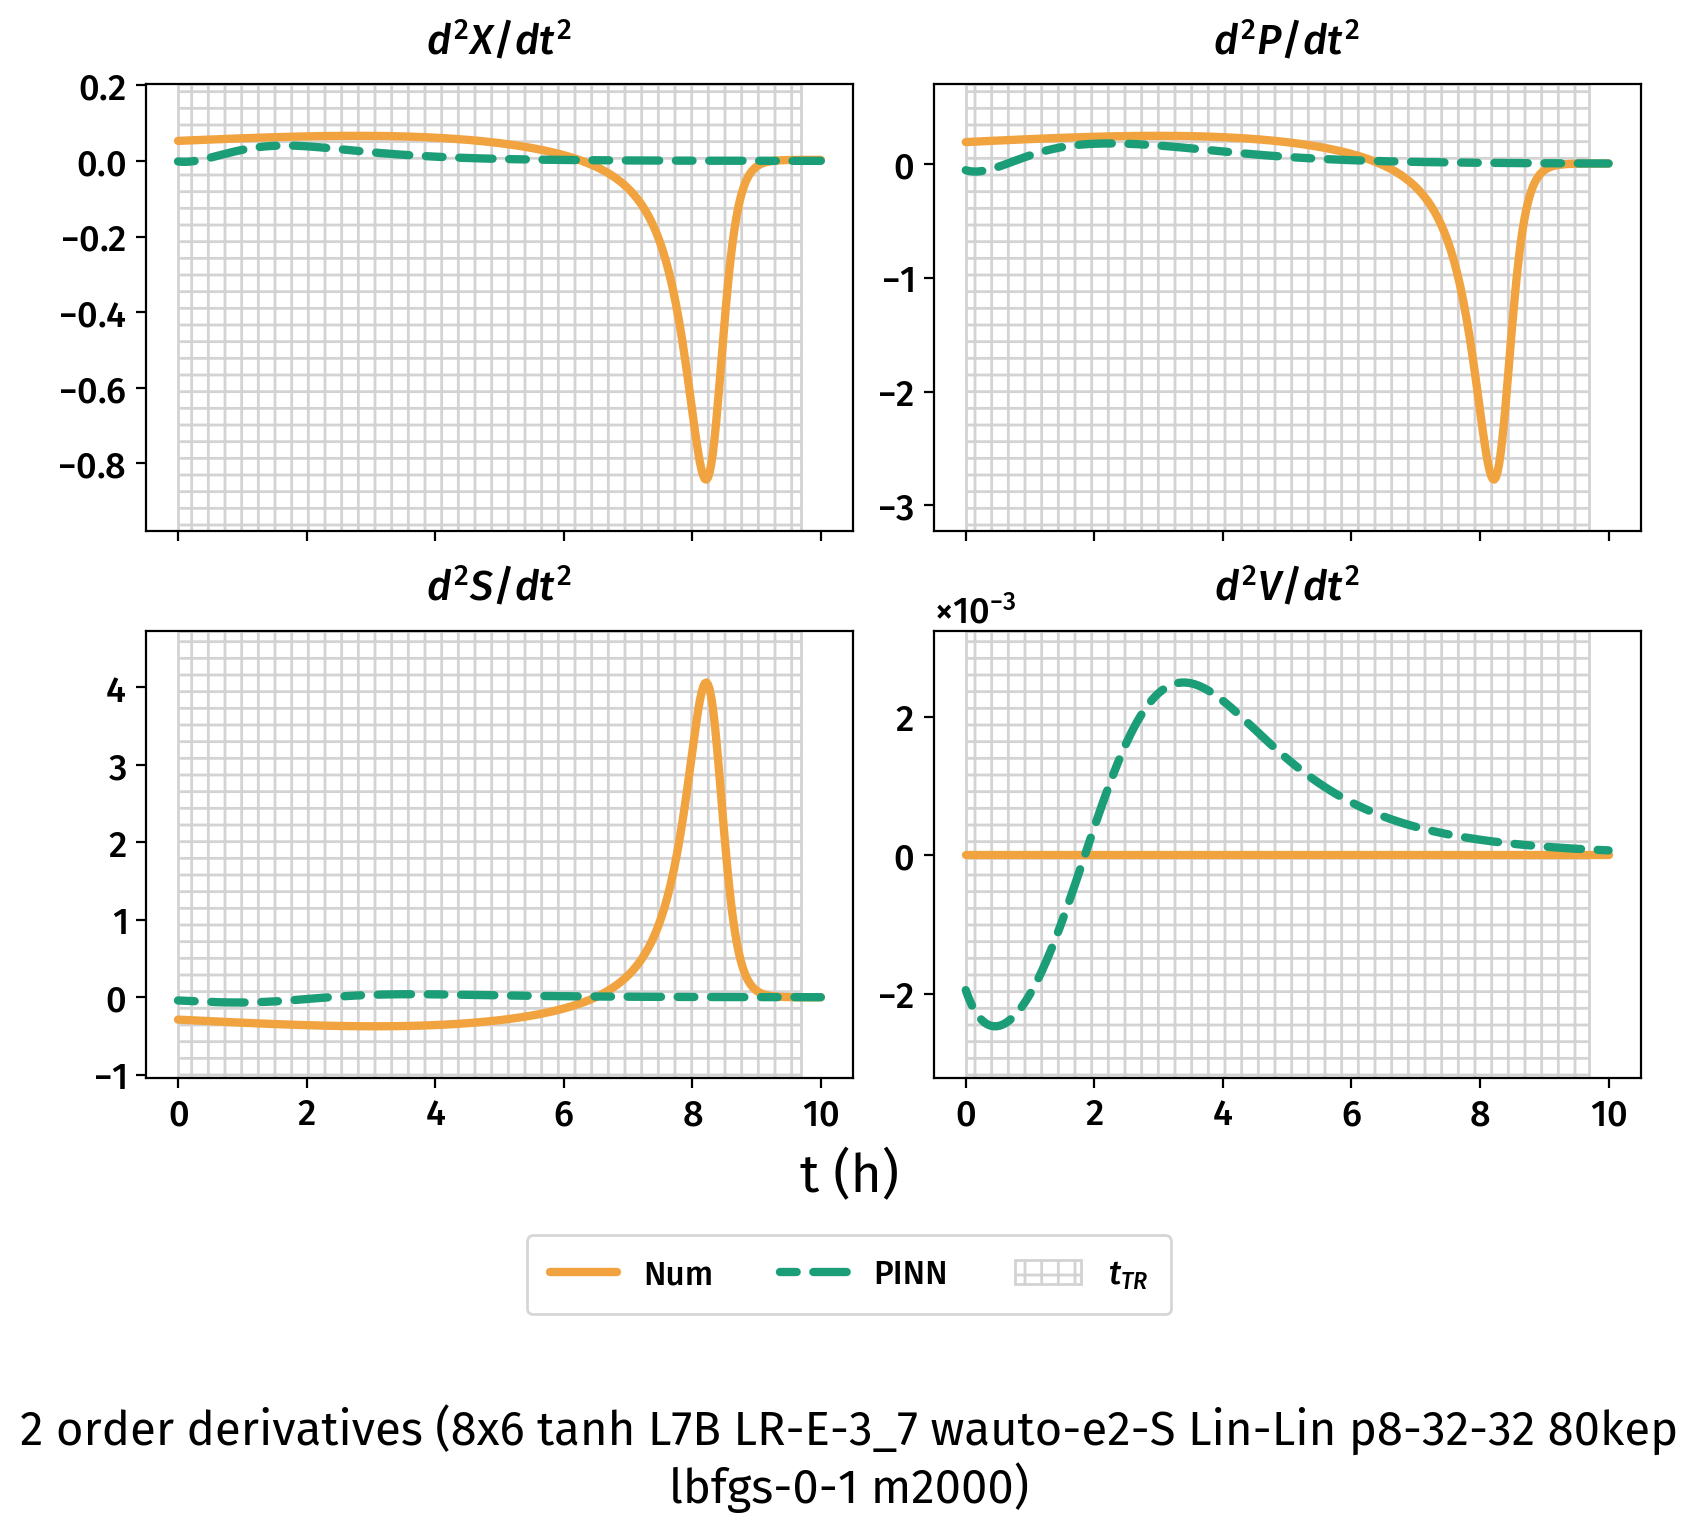 d²X/dt²
d²P/dt²
0.2
0.0
−0.2
−0.4
−0.6
−0.8
0
−1
−2
−3
d²S/dt²
d²V/dt²
×10⁻³
4
3
2
1
0
−1
2
0
−2
0 2 4 6 8 10
0 2 4 6 8 10
t (h)
Num PINN t_TR
2 order derivatives (8x6 tanh L7B LR-E-3_7 wauto-e2-S Lin-Lin p8-32-32 80kep
lbfgs-0-1 m2000)